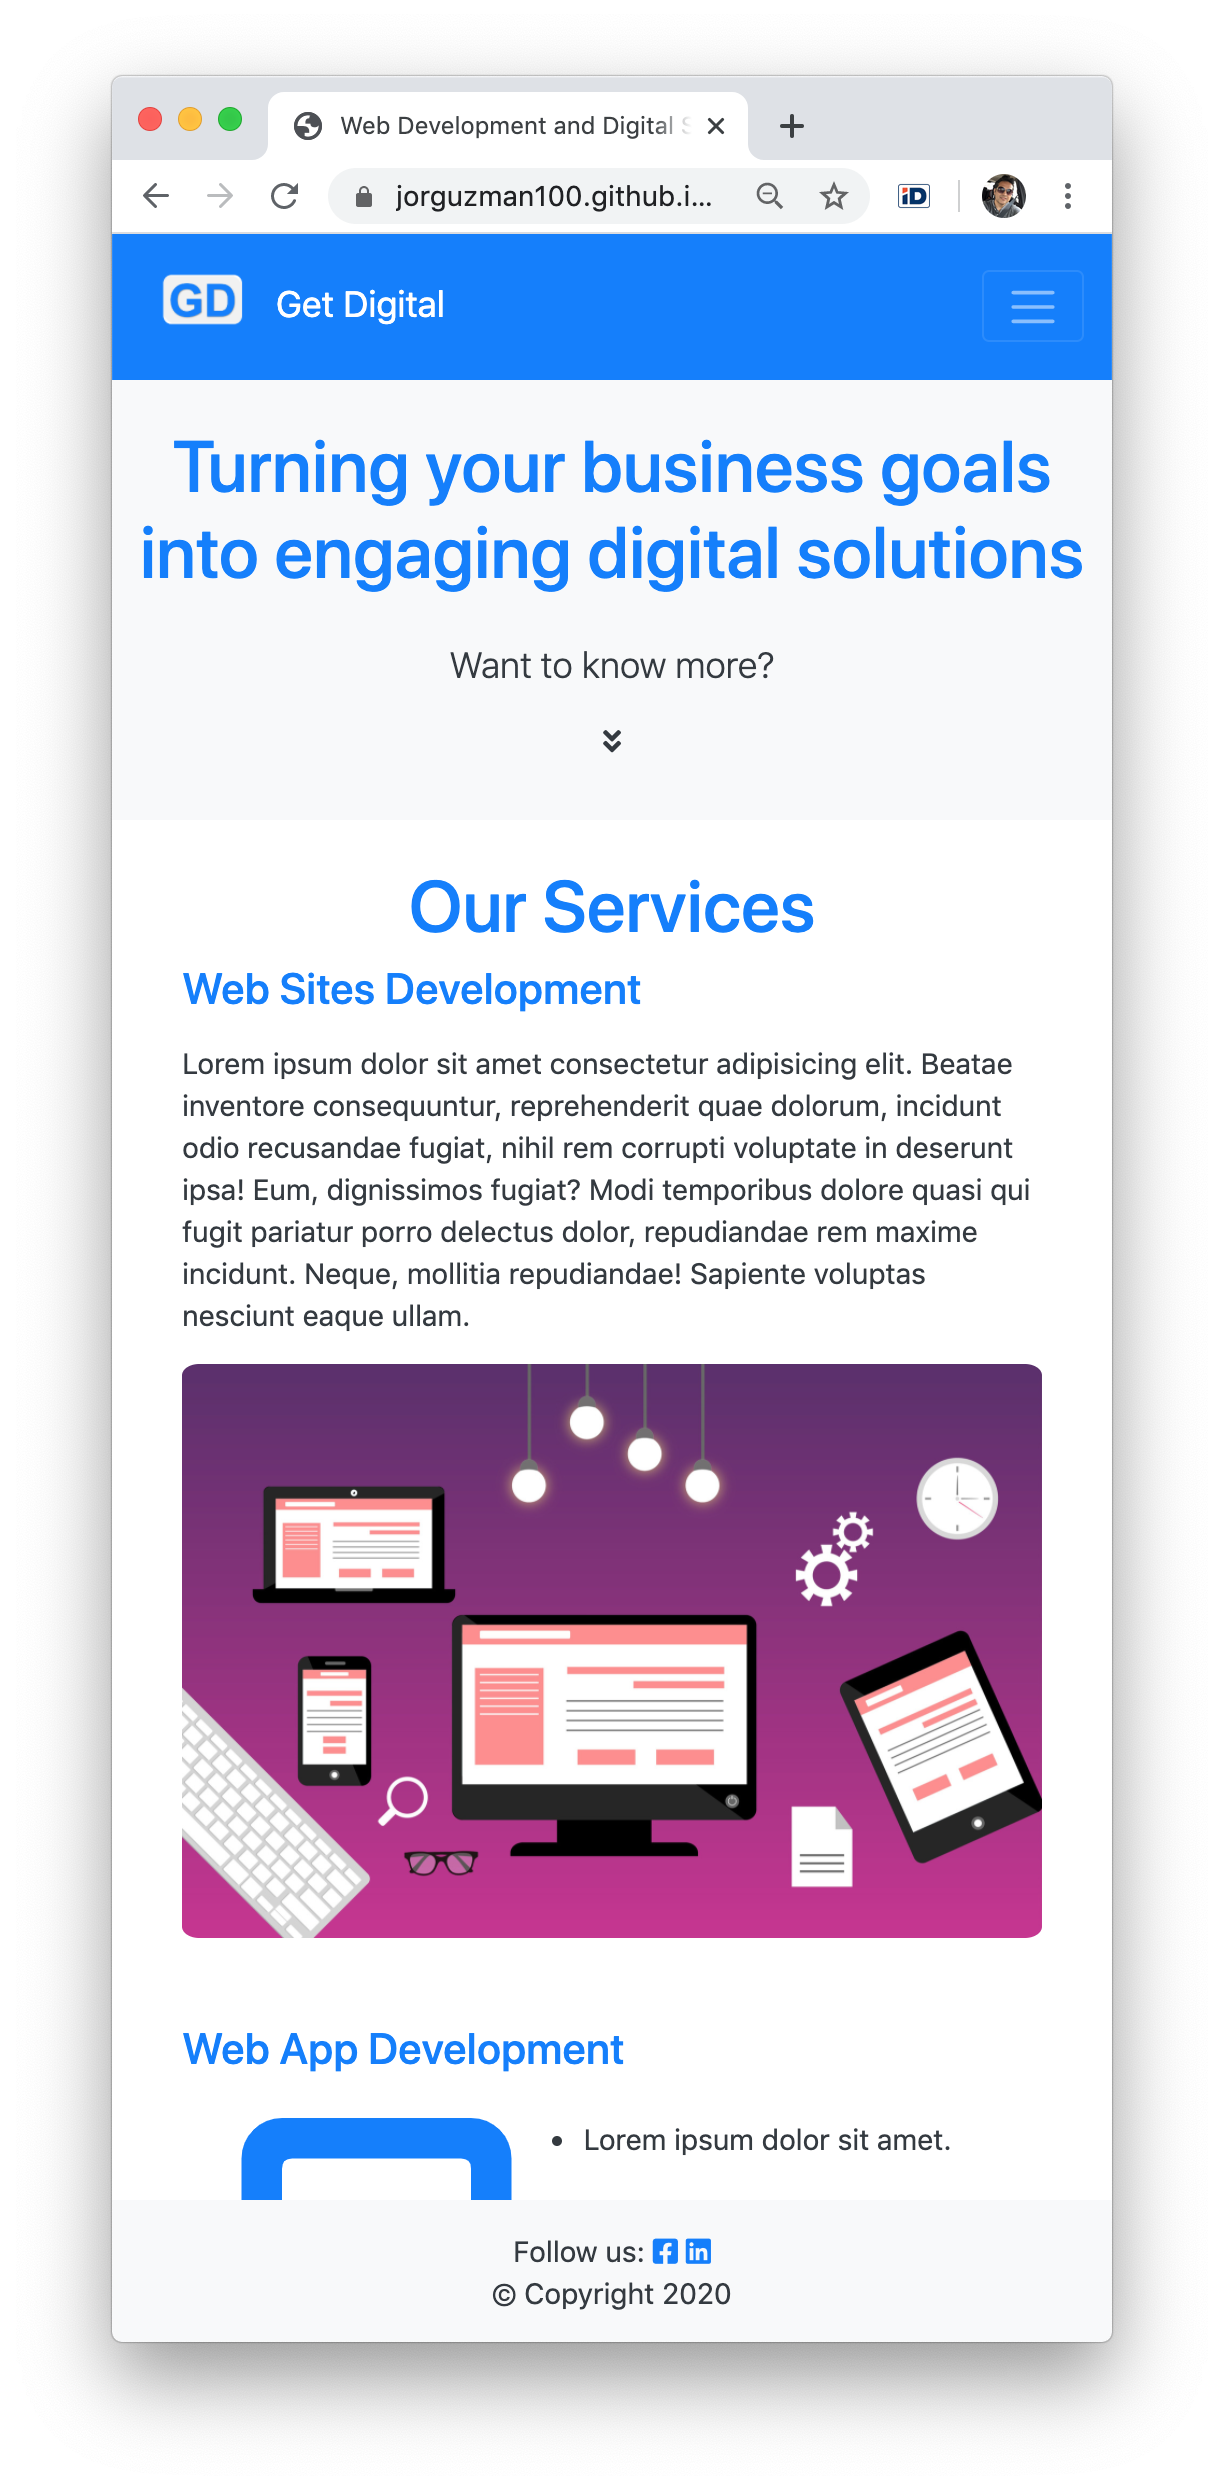 Web Development and Digital S
jorguzman100.github.i...
iD
GD Get Digital
Turning your business goals
into engaging digital solutions
Want to know more?
Our Services
Web Sites Development
Lorem ipsum dolor sit amet consectetur adipisicing elit. Beatae
inventore consequuntur, reprehenderit quae dolorum, incidunt
odio recusandae fugiat, nihil rem corrupti voluptate in deserunt
ipsa! Eum, dignissimos fugiat? Modi temporibus dolore quasi qui
fugit pariatur porro delectus dolor, repudiandae rem maxime
incidunt. Neque, mollitia repudiandae! Sapiente voluptas
nesciunt eaque ullam.
Web App Development
• Lorem ipsum dolor sit amet.
Follow us:
© Copyright 2020